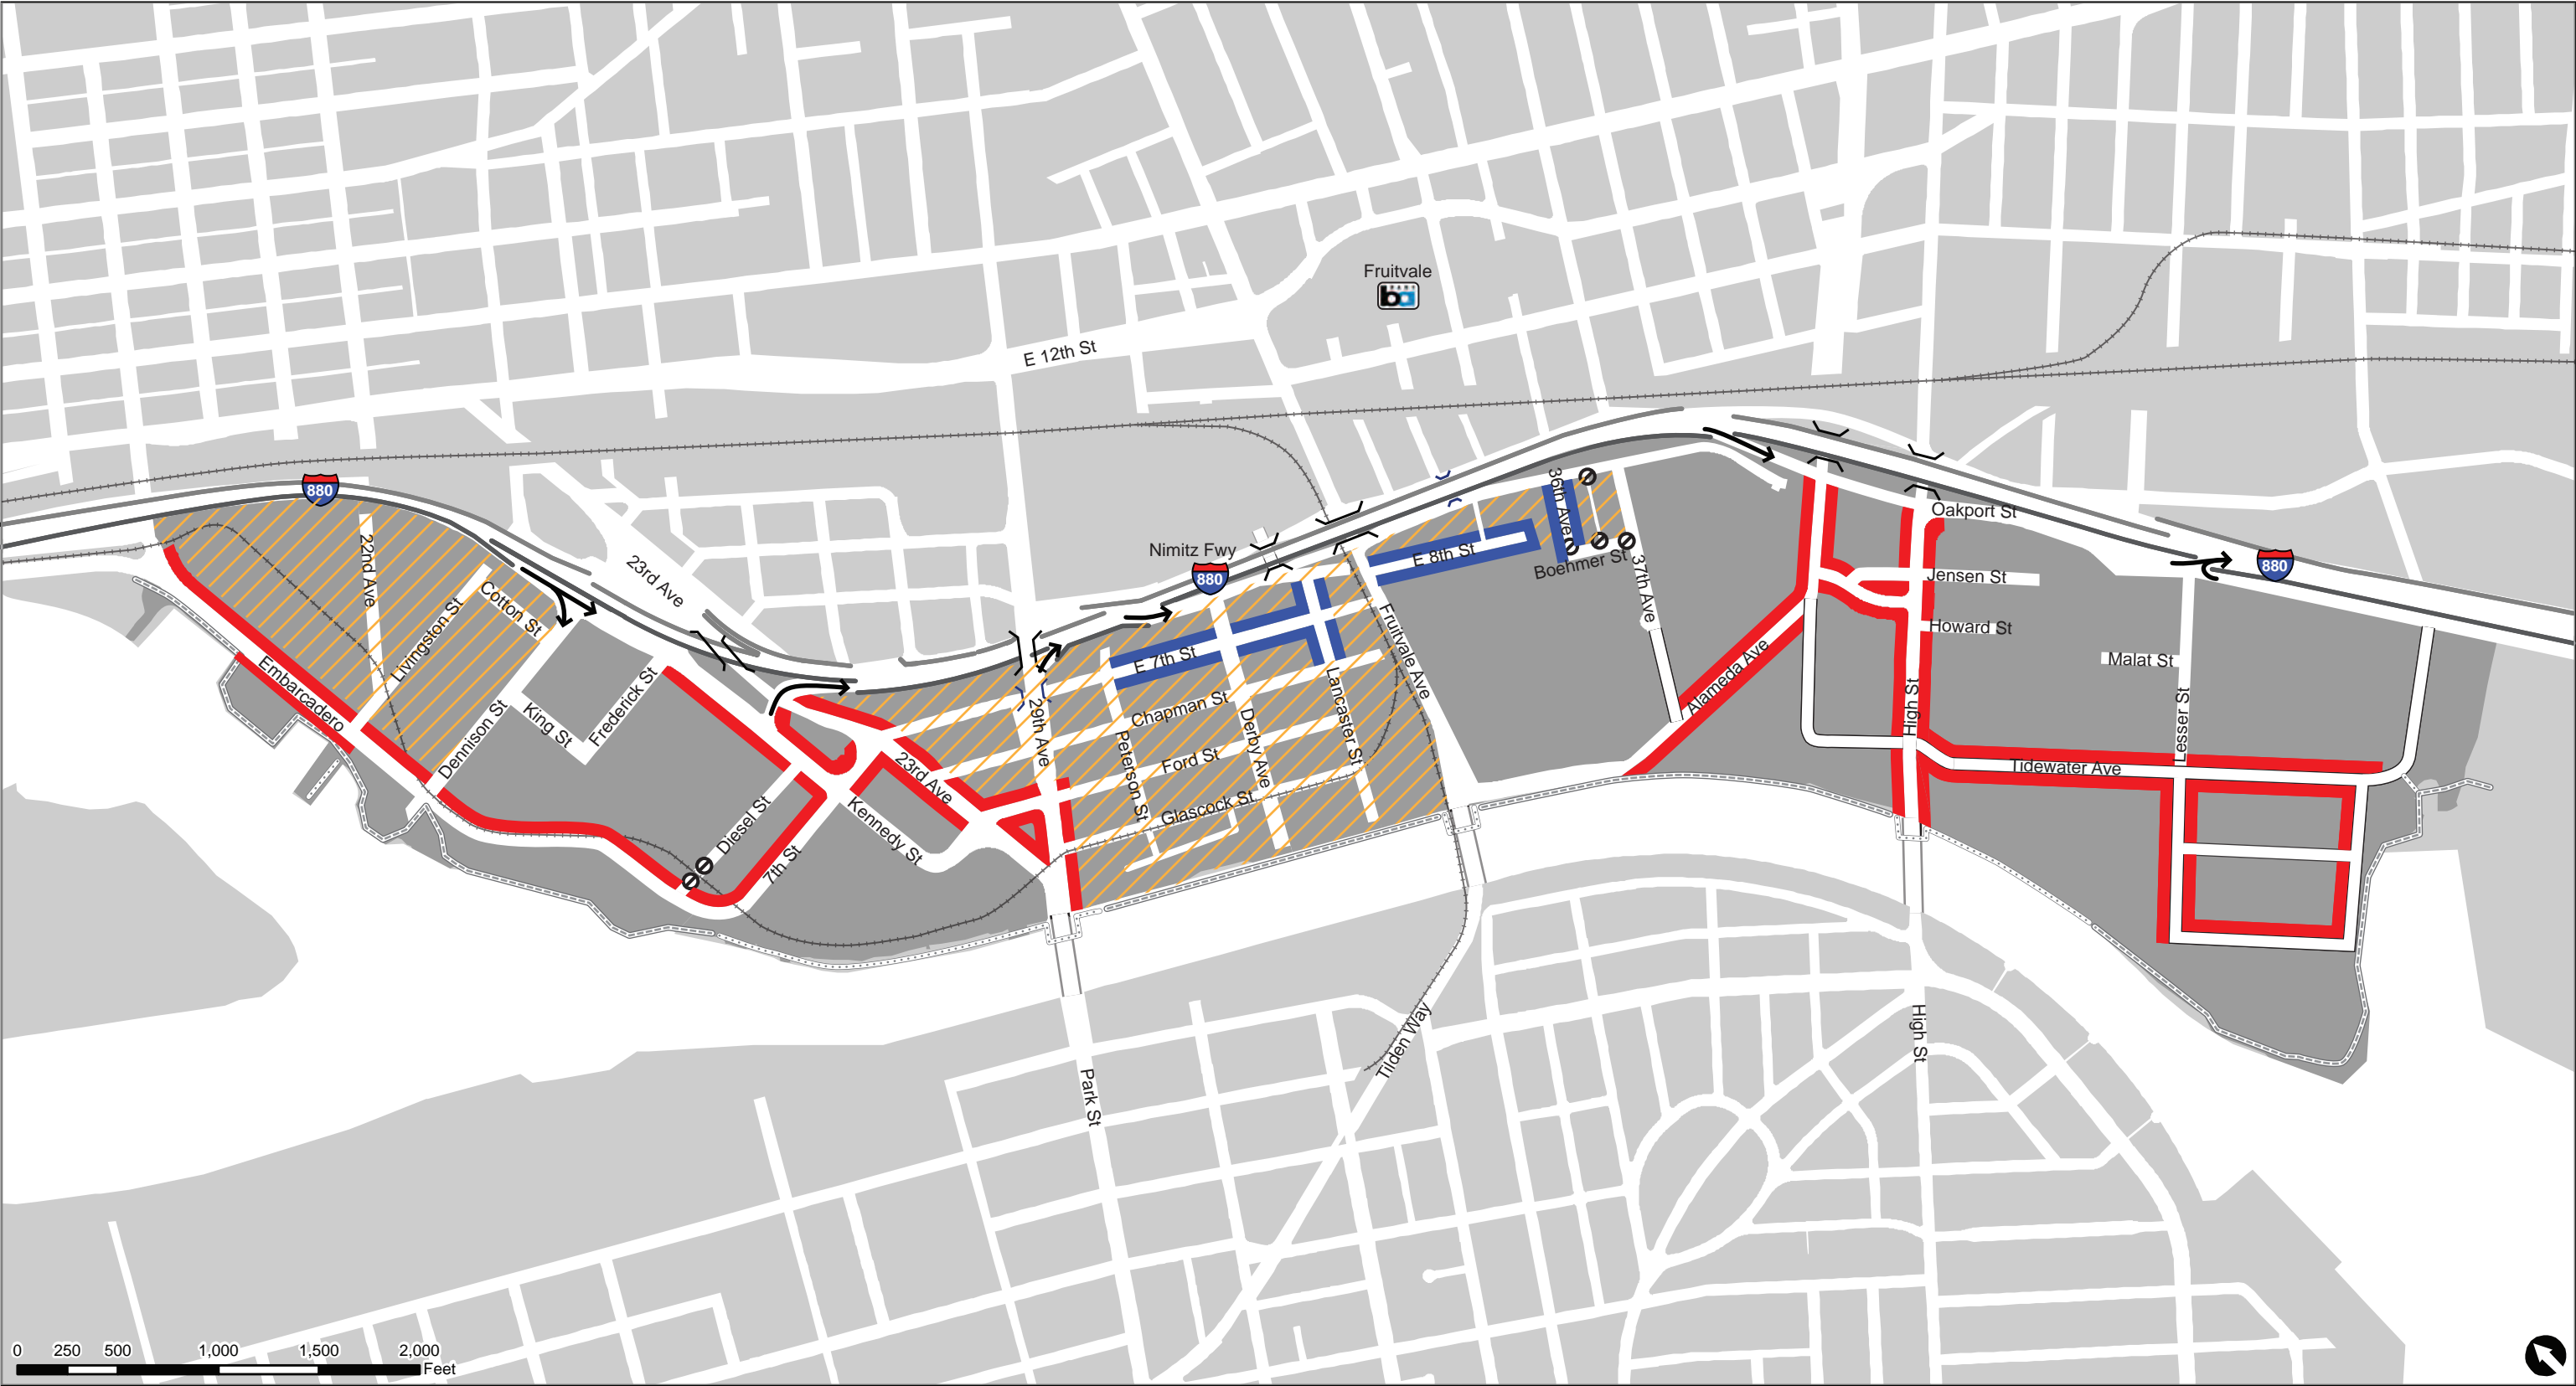 Fruitvale
ba
E 12th St
880
23rd Ave
Nimitz Fwy
880
36th Ave
E 8th St
Boehmer St
37th Ave
Oakport St
880
Jensen St
Howard St
Malat St
22nd Ave
Livingston St
Cotton St
Embarcadero
Dennison St
King St
Frederick St
E 7th St
Chapman St
Ford St
Glascock St
29th Ave
Peterson St
Derby Ave
Lancaster St
Fruitvale Ave
23rd Ave
Kennedy St
Diesel St
7th St
Alameda Ave
High St
Tidewater Ave
Lesser St
Park St
Tilden Way
High St
0 250 500 1,000 1,500 2,000
Feet